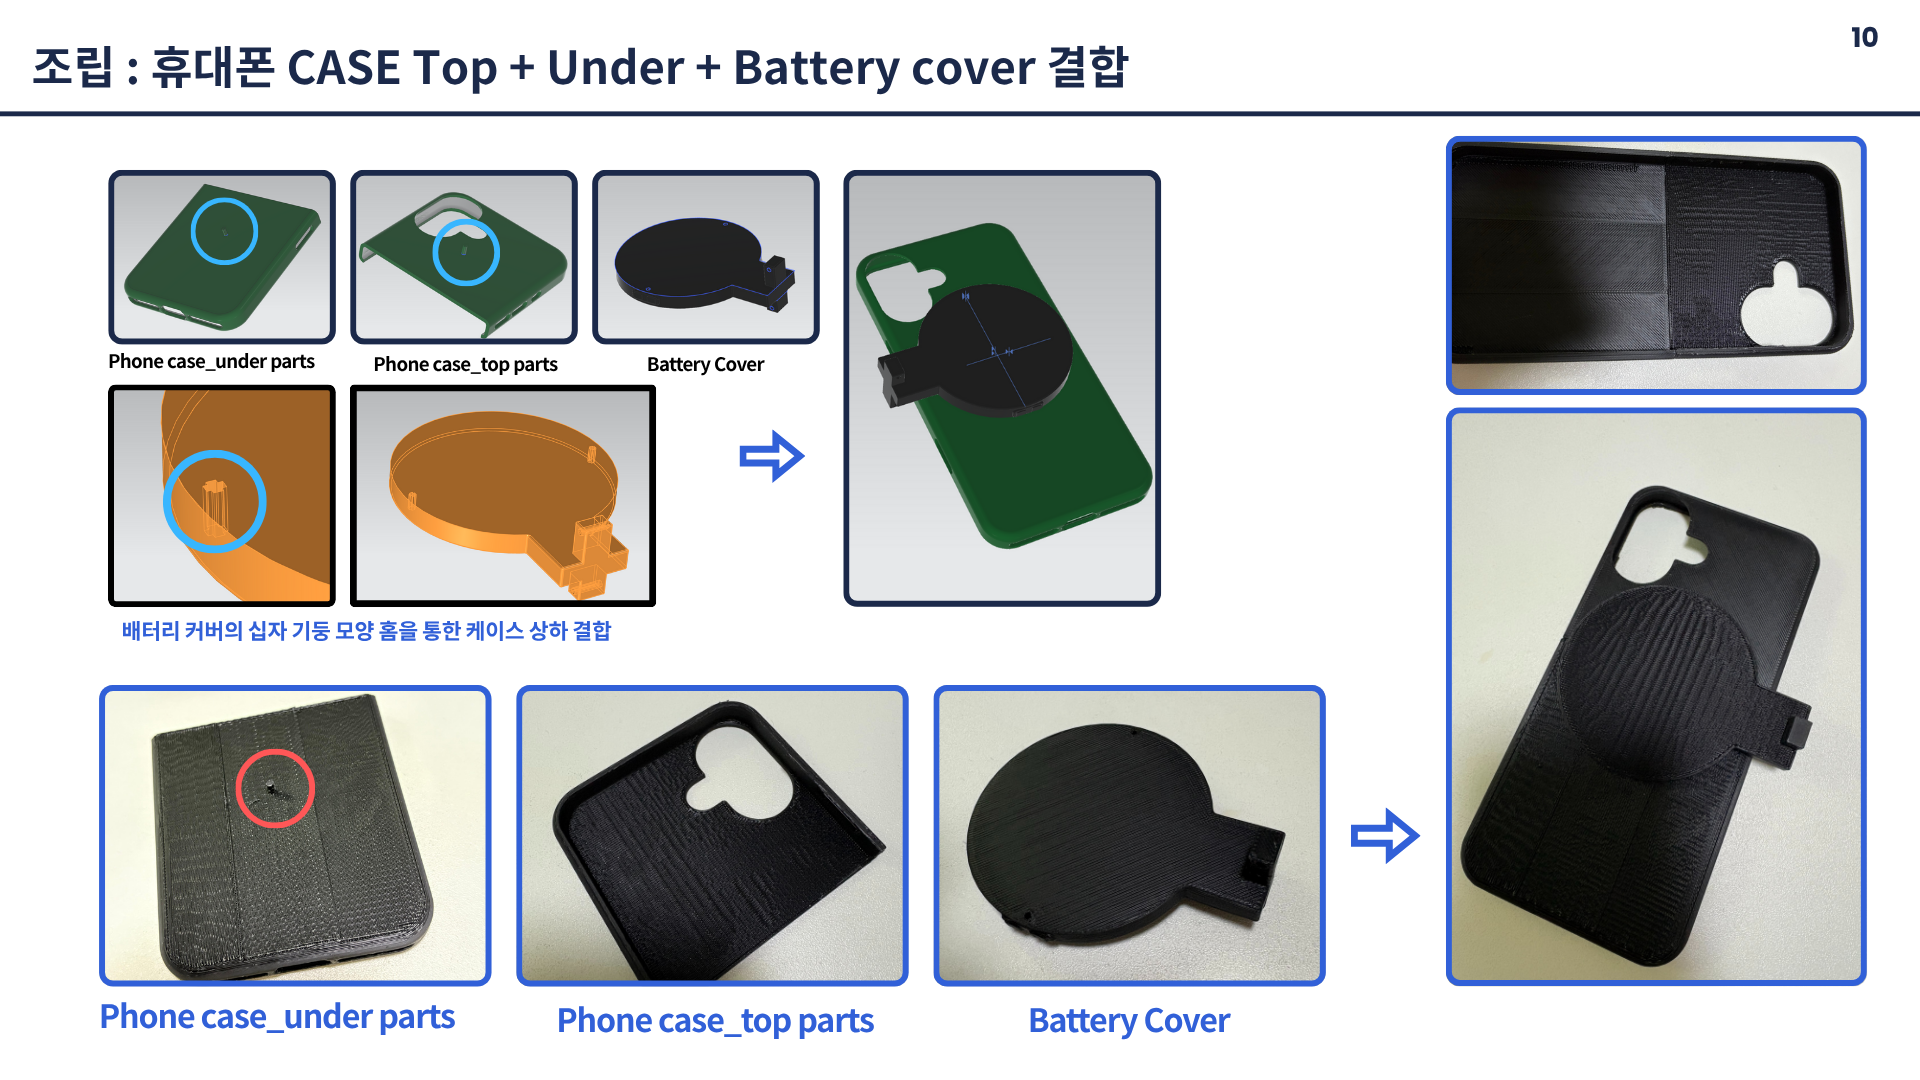 10
조립 : 휴대폰 CASE Top + Under + Battery cover 결합
Phone case_under parts
Phone case_top parts
Battery Cover
배터리 커버의 십자 기둥 모양 홈을 통한 케이스 상하 결합
Phone case_under parts
Phone case_top parts
Battery Cover